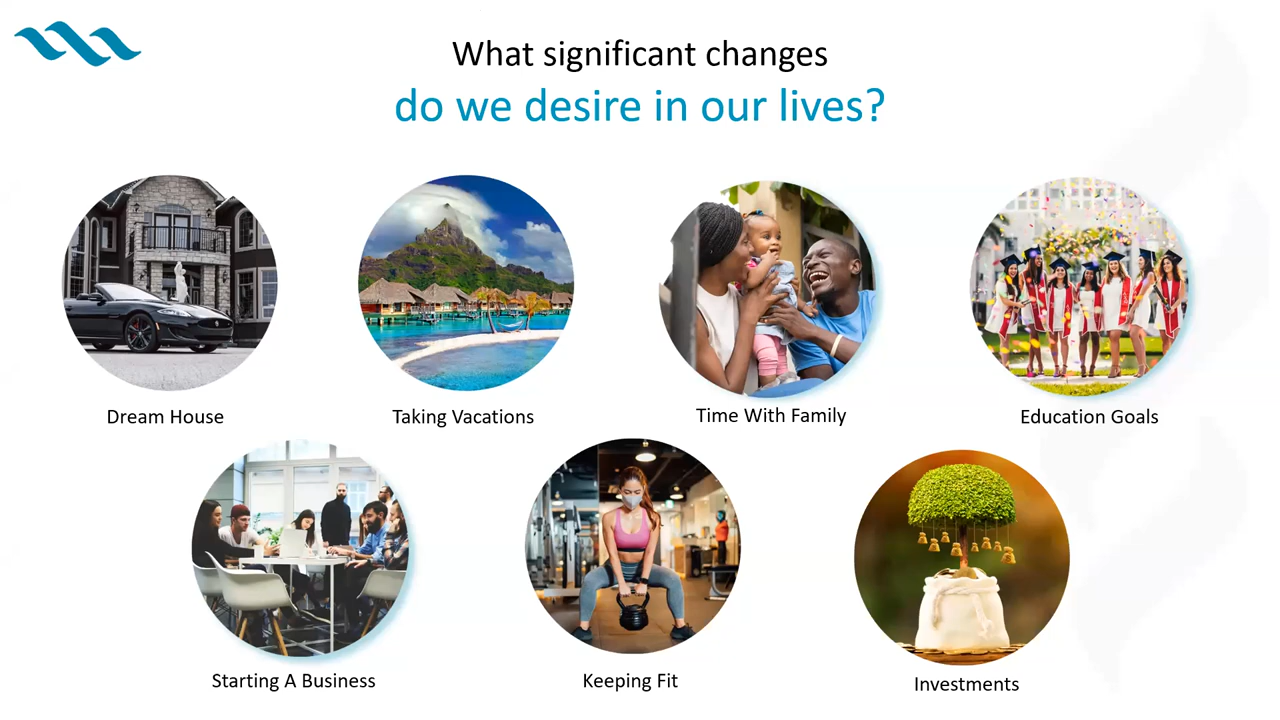 What significant changes
do we desire in our lives?
Dream House
Taking Vacations
Time With Family
Education Goals
Starting A Business
Keeping Fit
Investments